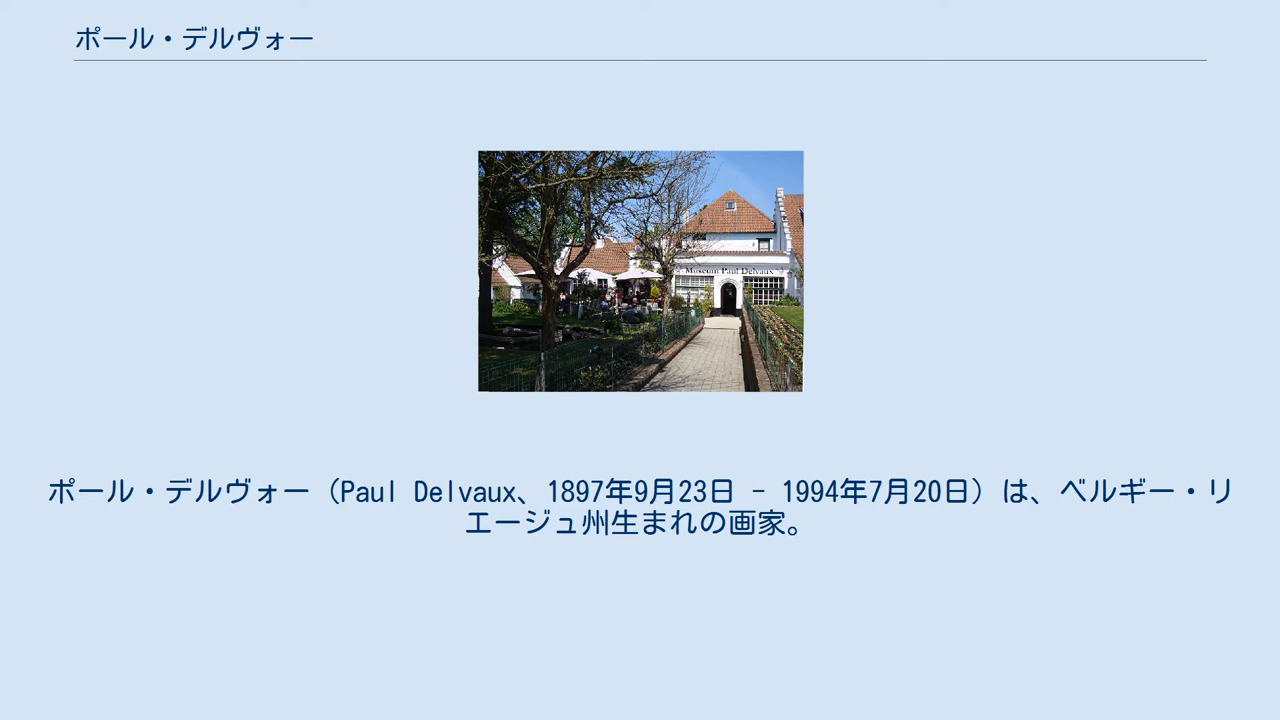 ポール・デルヴォー
Museum Paul Delvaux
ポール・デルヴォー（Paul Delvaux、1897年9月23日 - 1994年7月20日）は、ベルギー・リ
エージュ州生まれの画家。